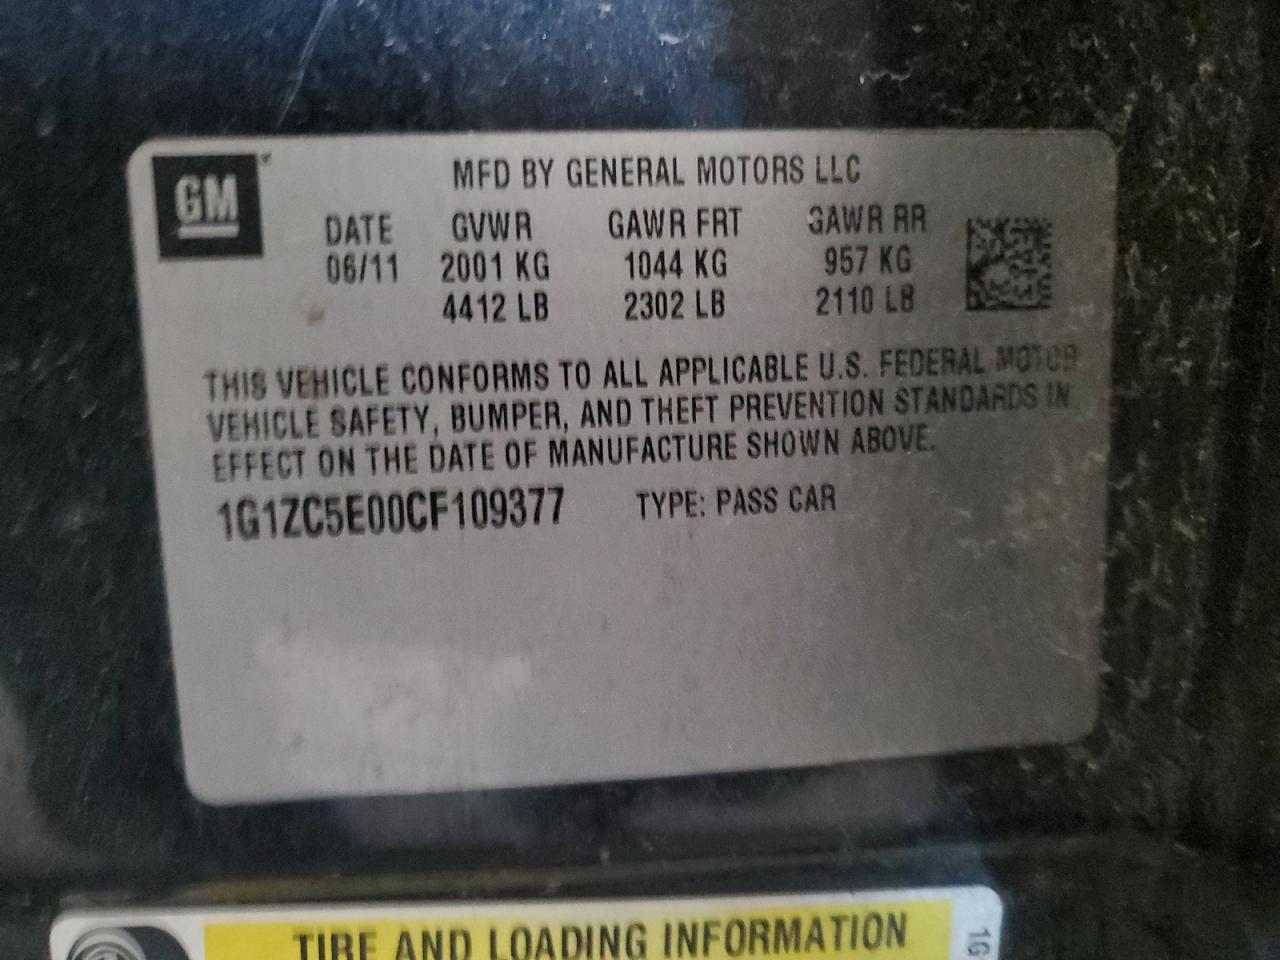 GM
MFD BY GENERAL MOTORS LLC
DATE GVWR GAWR FRT GAWR RR
06/11 2001 KG 1044 KG 957 KG
4412 LB 2302 LB 2110 LB
THIS VEHICLE CONFORMS TO ALL APPLICABLE U.S. FEDERAL MOTOR
VEHICLE SAFETY, BUMPER, AND THEFT PREVENTION STANDARDS IN
EFFECT ON THE DATE OF MANUFACTURE SHOWN ABOVE.
1G1ZC5E00CF109377 TYPE: PASS CAR
TIRE AND LOADING INFORMATION
1G